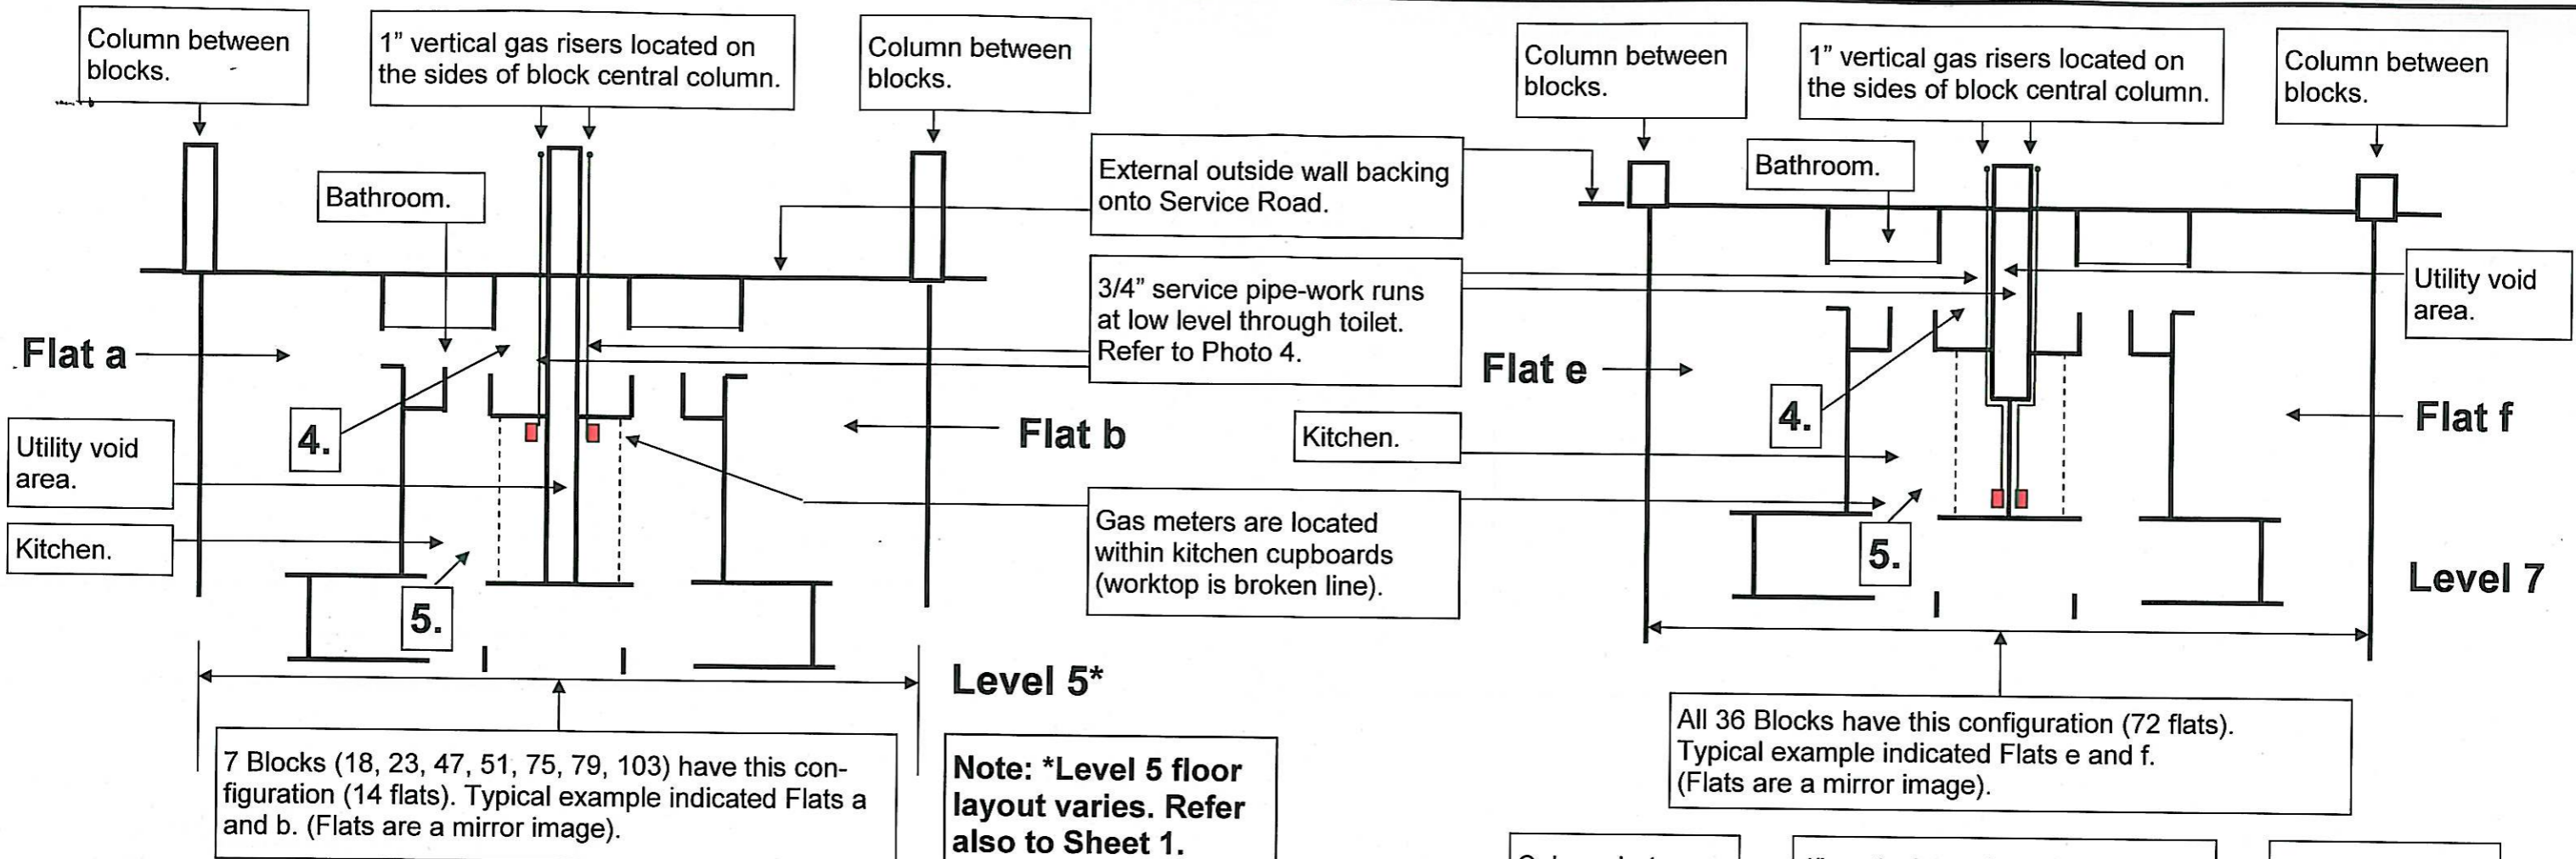 Column between
blocks.
1” vertical gas risers located on
the sides of block central column.
Column between
blocks.
Bathroom.
External outside wall backing
onto Service Road.
3/4” service pipe-work runs
at low level through toilet.
Refer to Photo 4.
Flat a
4.
Flat b
Utility void
area.
Kitchen.
5.
Gas meters are located
within kitchen cupboards
(worktop is broken line).
Level 5*
7 Blocks (18, 23, 47, 51, 75, 79, 103) have this con-
figuration (14 flats). Typical example indicated Flats a
and b. (Flats are a mirror image).
Note: *Level 5 floor
layout varies. Refer
also to Sheet 1.
Column between
blocks.
1” vertical gas risers located on
the sides of block central column.
Column between
blocks.
Bathroom.
Utility void
area.
Flat e
4.
Flat f
Kitchen.
5.
Level 7
All 36 Blocks have this configuration (72 flats).
Typical example indicated Flats e and f.
(Flats are a mirror image).